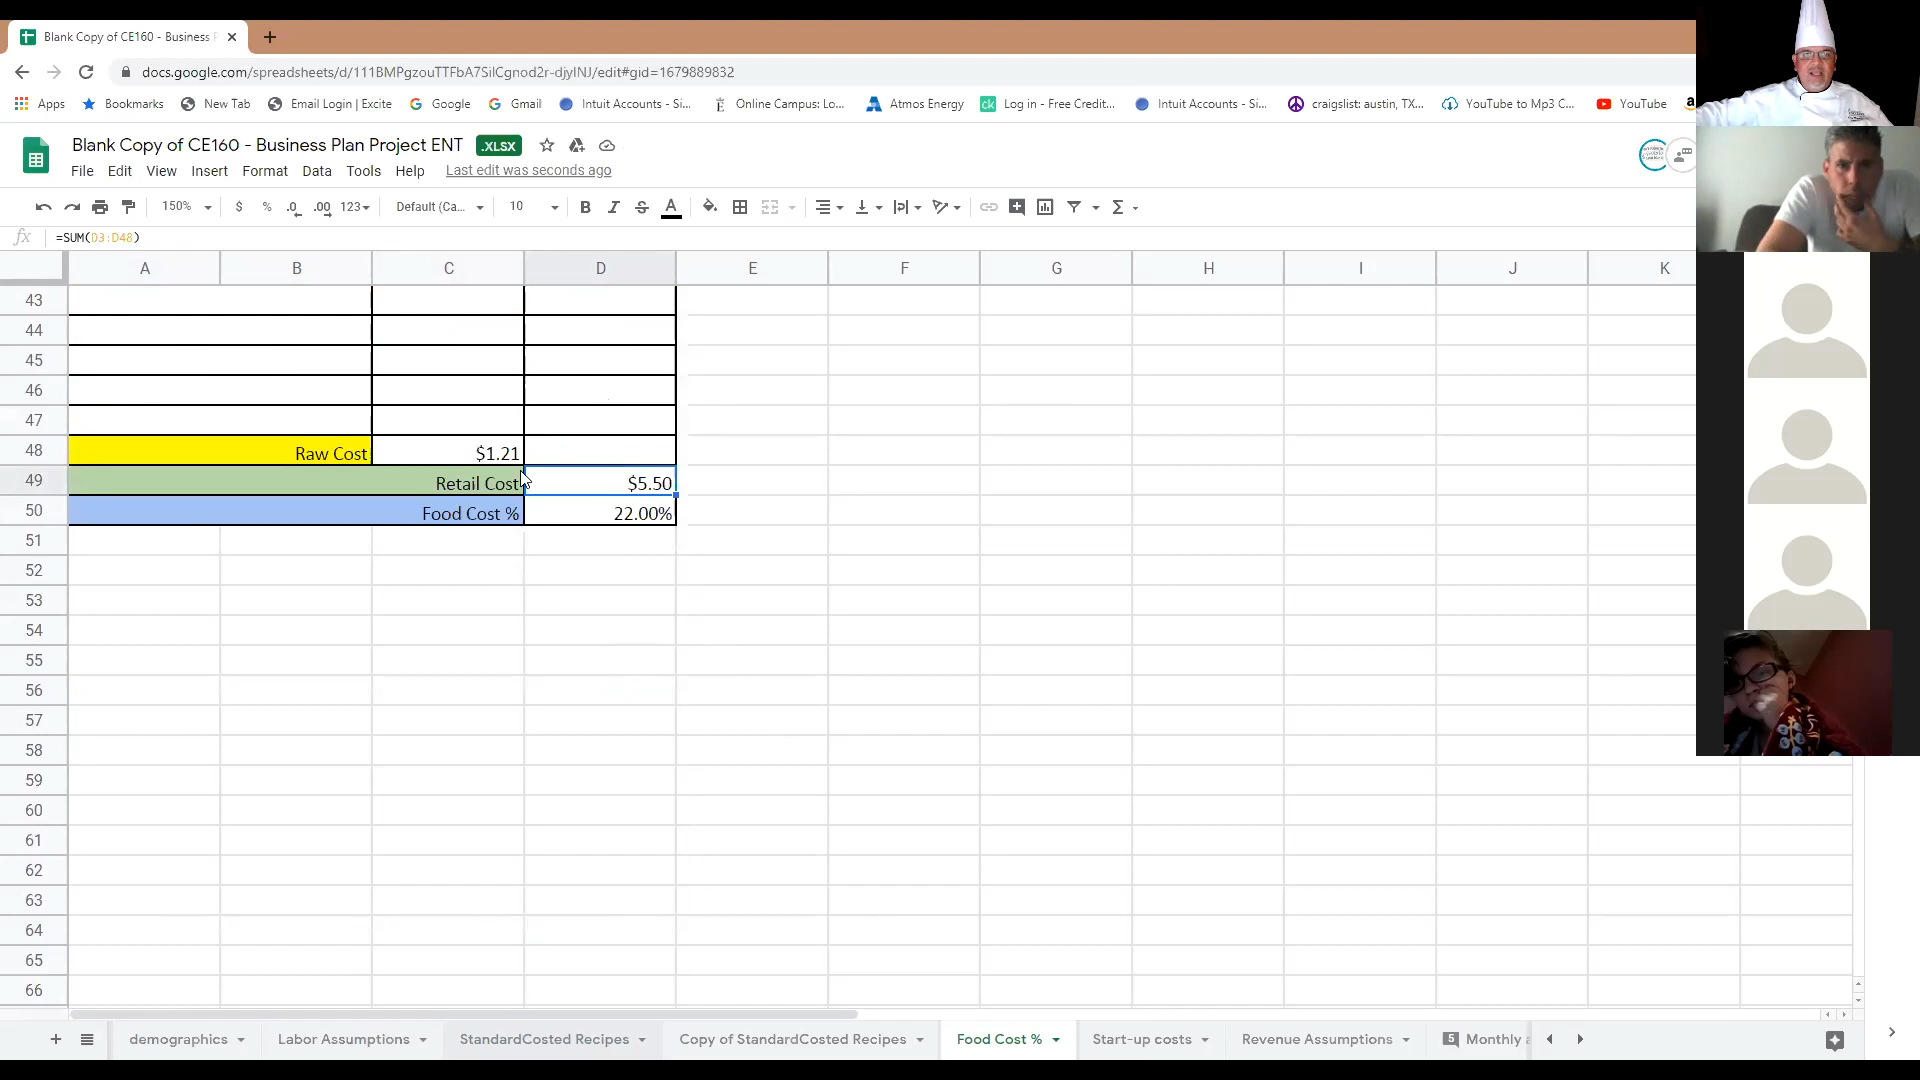 Blank Copy of CE160 - Business P
docs.google.com/spreadsheets/d/111BMPgzouTTFbA7SilCgnod2r-djylNJ/edit#gid=1679889832
Apps Bookmarks New Tab Email Login | Excite Google Gmail Intuit Accounts - Si... Online Campus: Lo... Atmos Energy Log in - Free Credit... Intuit Accounts - Si... craigslist: austin, TX... YouTube to Mp3 C... YouTube
Blank Copy of CE160 - Business Plan Project ENT .XLSX
File Edit View Insert Format Data Tools Help Last edit was seconds ago
150% $ % .0 .00 123 Default (Ca... 10 B I S A Σ
fx =SUM(D3:D48)
A B C D E F G H I J K
43
44
45
46
47
48 Raw Cost $1.21
49 Retail Cost $5.50
50 Food Cost % 22.00%
51
52
53
54
55
56
57
58
59
60
61
62
63
64
65
66
demographics Labor Assumptions StandardCosted Recipes Copy of StandardCosted Recipes Food Cost % Start-up costs Revenue Assumptions 5 Monthly a